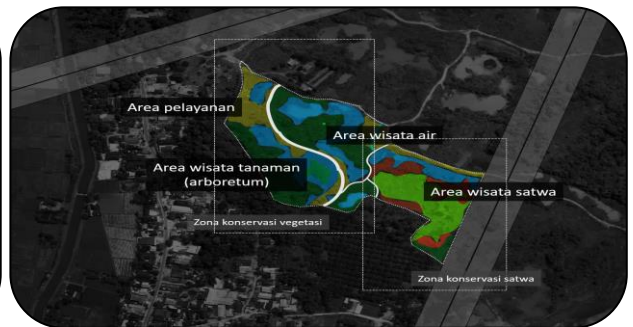 Area pelayanan
Area wisata air
Area wisata tanaman
(arboretum)
Area wisata satwa
Zona konservasi vegetasi
Zona konservasi satwa